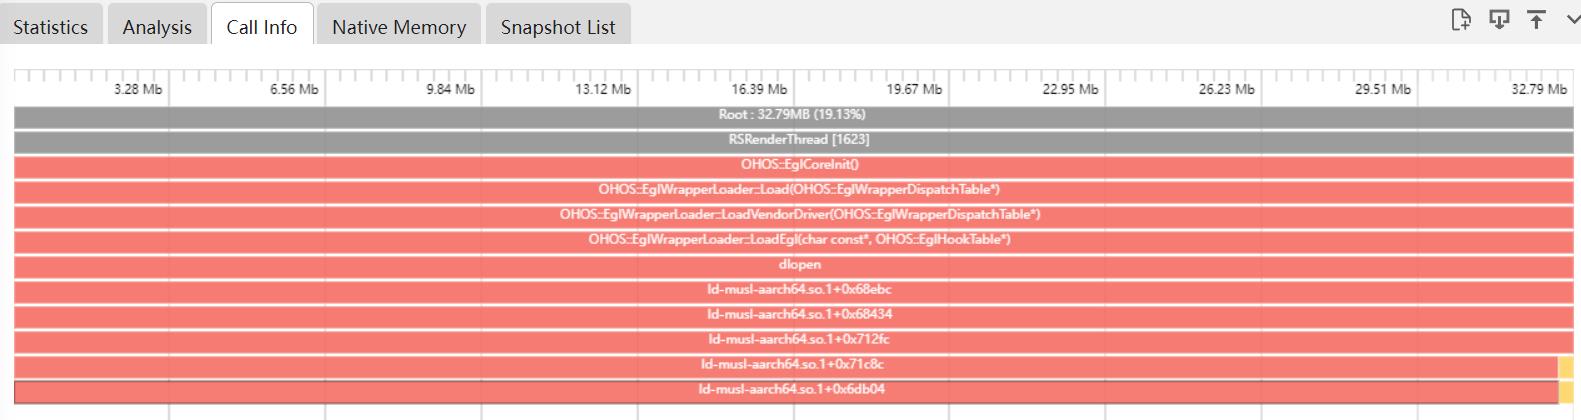 Statistics Analysis Call Info Native Memory Snapshot List
3.28 Mb 6.56 Mb 9.84 Mb 13.12 Mb 16.39 Mb 19.67 Mb 22.95 Mb 26.23 Mb 29.51 Mb 32.79 Mb
Root : 32.79MB (19.13%)
RSRenderThread [1623]
OHOS::EglCoreInit()
OHOS::EglWrapperLoader::Load(OHOS::EglWrapperDispatchTable*)
OHOS::EglWrapperLoader::LoadVendorDriver(OHOS::EglWrapperDispatchTable*)
OHOS::EglWrapperLoader::LoadEgl(char const*, OHOS::EglHookTable*)
dlopen
ld-musl-aarch64.so.1+0x68ebc
ld-musl-aarch64.so.1+0x68434
ld-musl-aarch64.so.1+0x712fc
ld-musl-aarch64.so.1+0x71c8c
ld-musl-aarch64.so.1+0x6db04